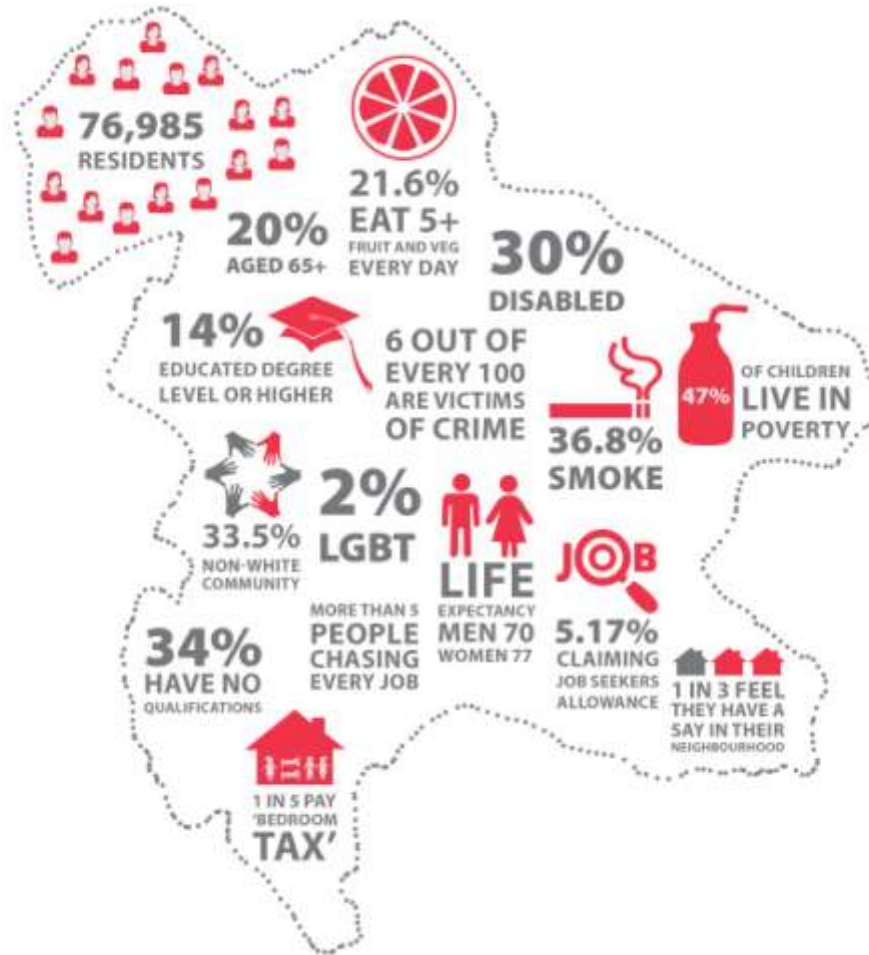 76,985
RESIDENTS
21.6%
EAT 5+
FRUIT AND VEG
EVERY DAY
20%
AGED 65+
30%
DISABLED
14%
EDUCATED DEGREE
LEVEL OR HIGHER
6 OUT OF
EVERY 100
ARE VICTIMS
OF CRIME
36.8%
SMOKE
47%
OF CHILDREN
LIVE IN
POVERTY
33.5%
NON-WHITE
COMMUNITY
2%
LGBT
LIFE
EXPECTANCY
MEN 70
WOMEN 77
JOB
5.17%
CLAIMING
JOB SEEKERS
ALLOWANCE
34%
HAVE NO
QUALIFICATIONS
MORE THAN 5
PEOPLE
CHASING
EVERY JOB
1 IN 3 FEEL
THEY HAVE A
SAY IN THEIR
NEIGHBOURHOOD
1 IN 5 PAY
'BEDROOM
TAX'